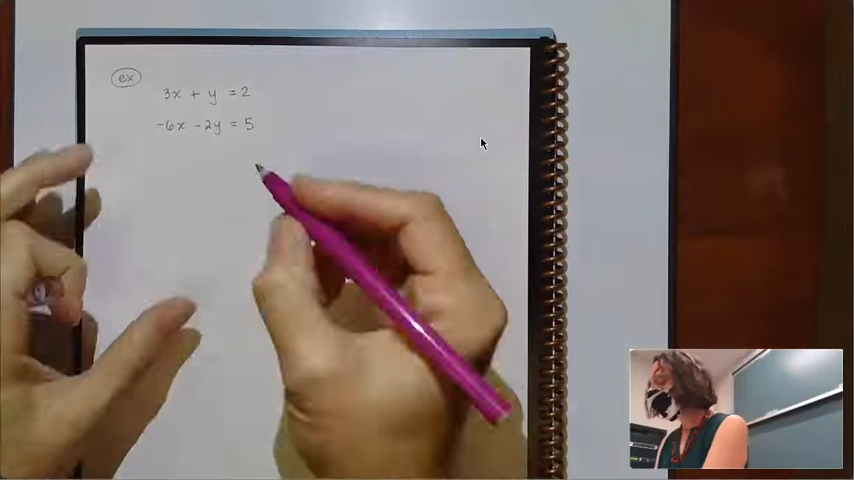 ex
3x + y = 2
-6x - 2y = 5